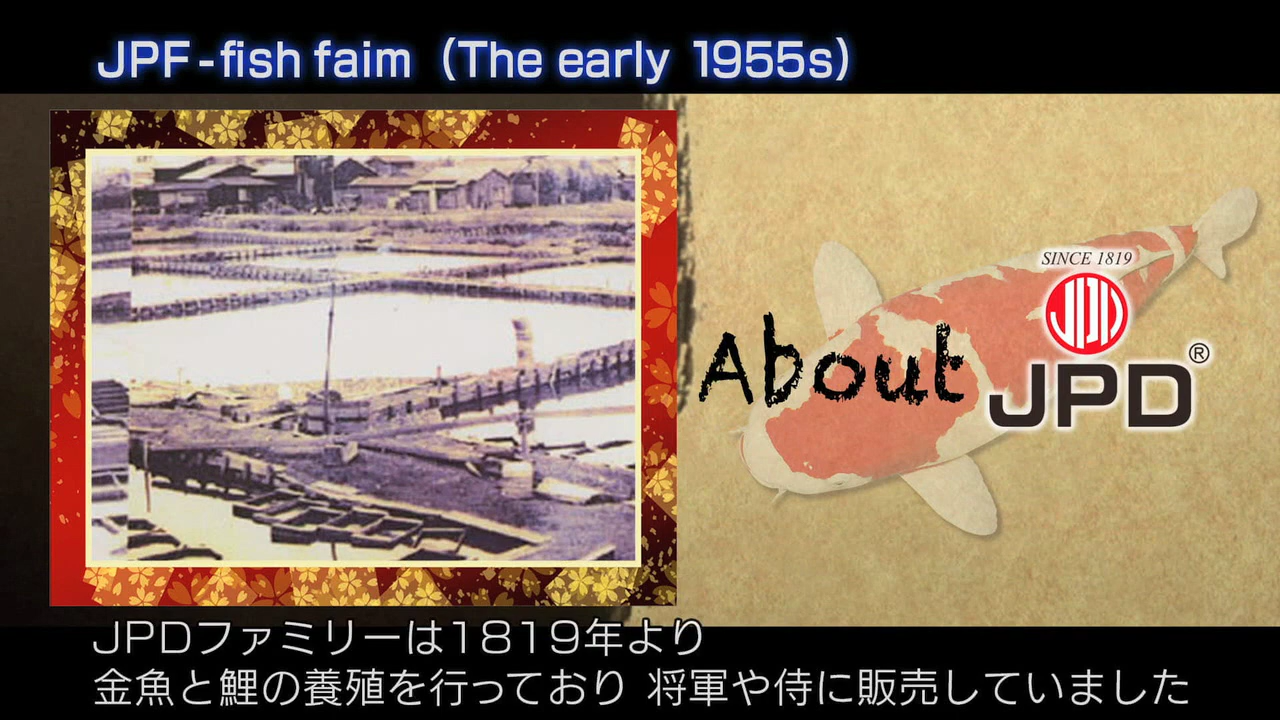 JPF-fish faim (The early 1955s)
SINCE 1819
JPD
About JPD®
JPDファミリーは1819年より
金魚と鯉の養殖を行っており 将軍や侍に販売していました